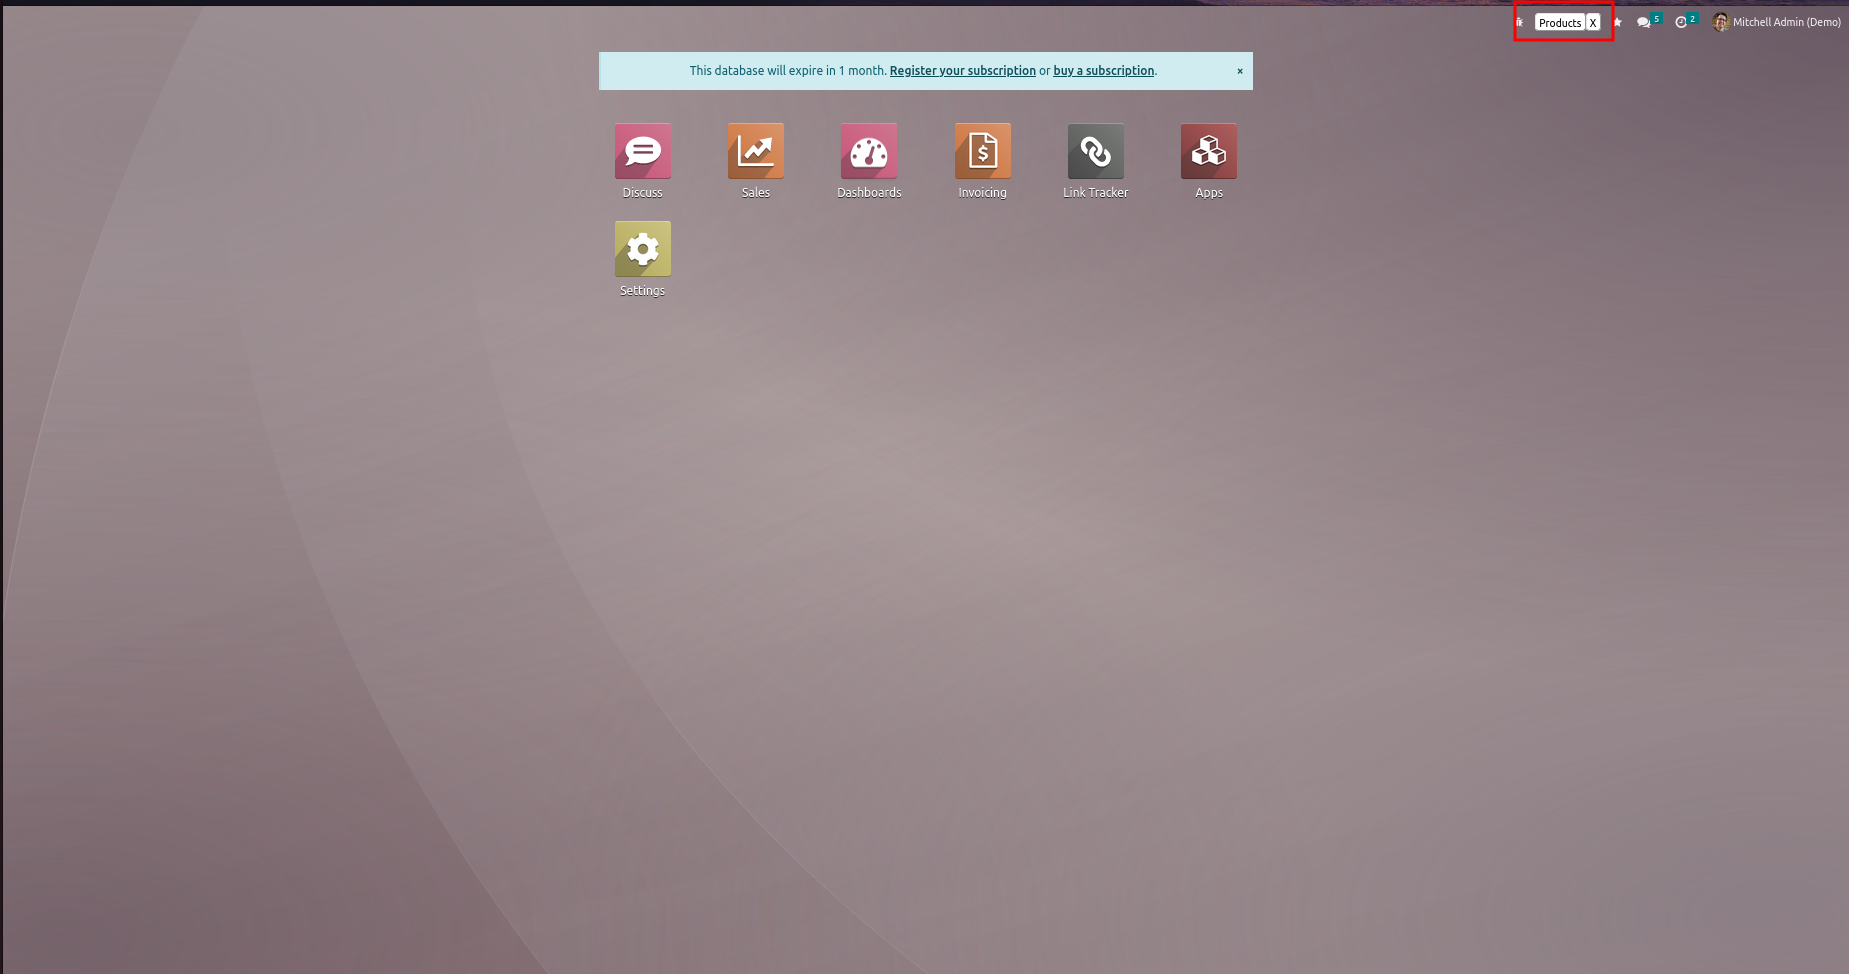 Products X 5 2 Mitchell Admin (Demo)
This database will expire in 1 month. Register your subscription or buy a subscription. ×
Discuss Sales Dashboards Invoicing Link Tracker Apps
Settings